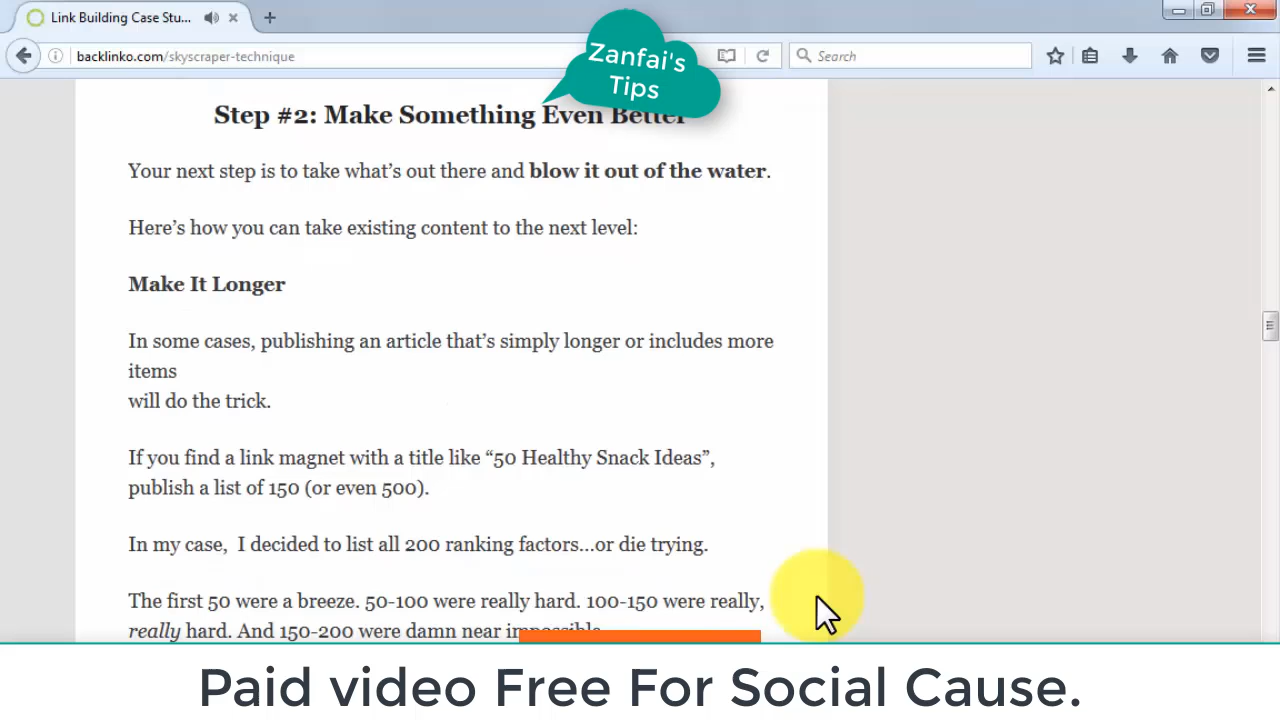 Link Building Case Stu...
backlinko.com/skyscraper-technique
Search
Zanfai's
Tips
Step #2: Make Something Even Better
Your next step is to take what's out there and blow it out of the water.
Here's how you can take existing content to the next level:
Make It Longer
In some cases, publishing an article that's simply longer or includes more
items
will do the trick.
If you find a link magnet with a title like “50 Healthy Snack Ideas”,
publish a list of 150 (or even 500).
In my case,  I decided to list all 200 ranking factors…or die trying.
The first 50 were a breeze. 50-100 were really hard. 100-150 were really,
really hard. And 150-200 were damn near impossible.
Paid video Free For Social Cause.